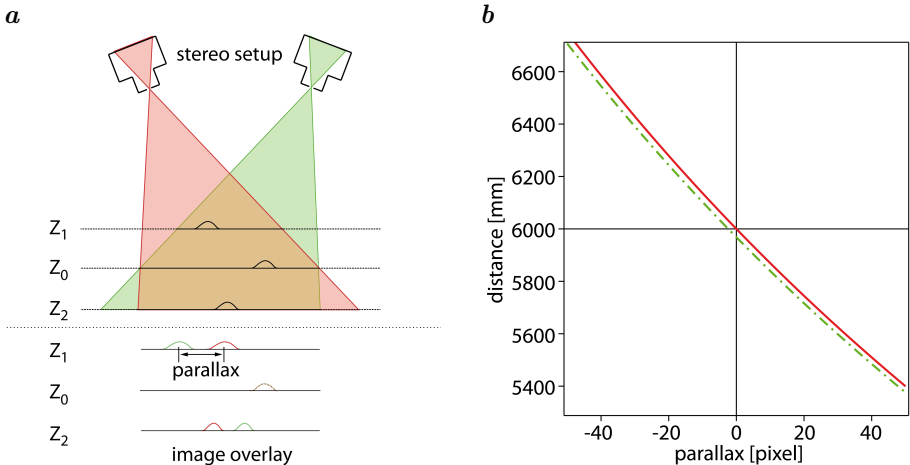 a
stereo setup
Z1
Z0
Z2
Z1
parallax
Z0
Z2
image overlay
b
distance [mm]
6600
6400
6200
6000
5800
5600
5400
-40
-20
0
20
40
parallax [pixel]